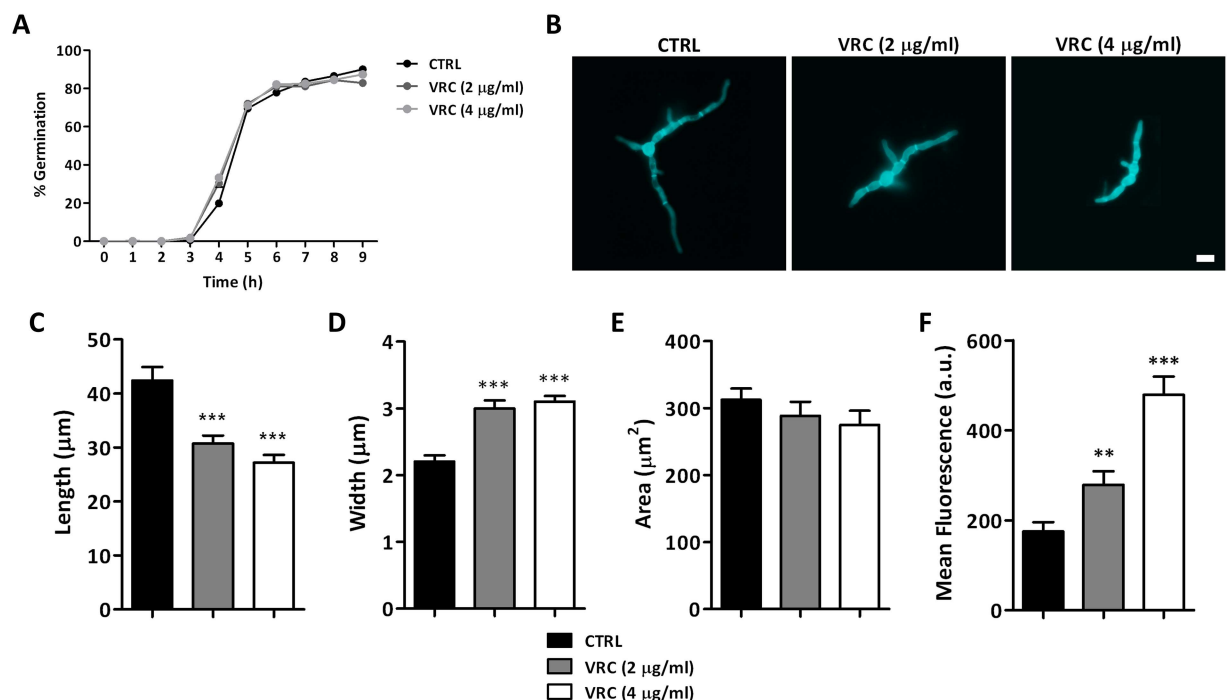 A
100
80
60
40
20
0
% Germination
0 1 2 3 4 5 6 7 8 9
Time (h)
CTRL
VRC (2 μg/ml)
VRC (4 μg/ml)
B
CTRL
VRC (2 μg/ml)
VRC (4 μg/ml)
C
50
40
30
20
10
0
Length (μm)
***
***
D
4
3
2
1
0
Width (μm)
***
***
E
400
300
200
100
0
Area (μm²)
F
600
400
200
0
Mean Fluorescence (a.u.)
**
***
CTRL
VRC (2 μg/ml)
VRC (4 μg/ml)